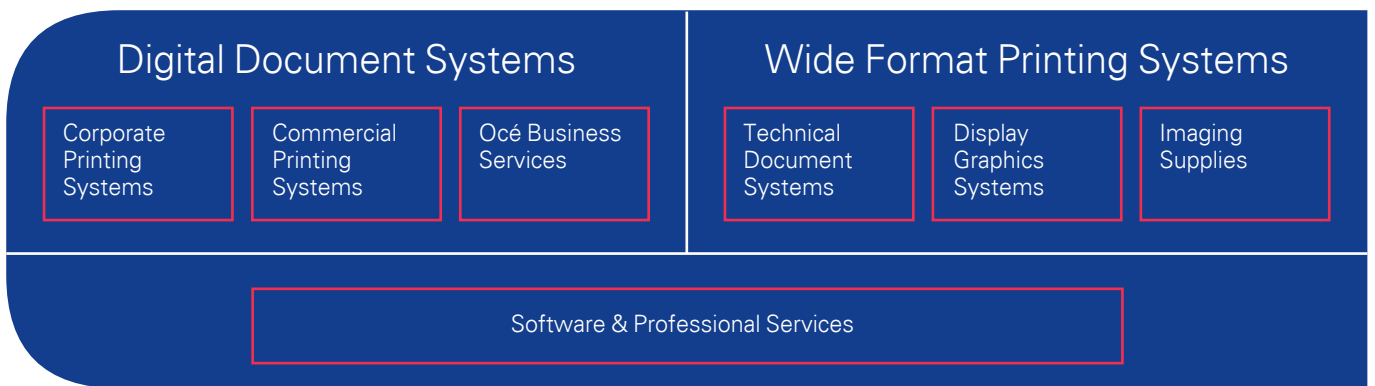 Digital Document Systems
Corporate
Printing
Systems
Commercial
Printing
Systems
Océ Business
Services
Wide Format Printing Systems
Technical
Document
Systems
Display
Graphics
Systems
Imaging
Supplies
Software & Professional Services